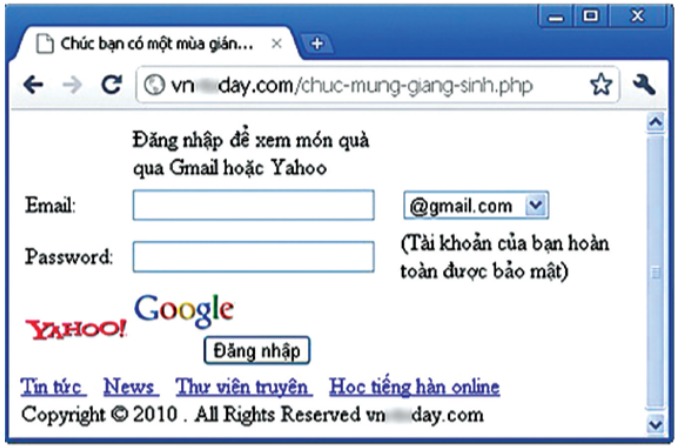 Chúc bạn có một mùa gián...
vn day.com/chuc-mung-giang-sinh.php
Đăng nhập để xem món quà
qua Gmail hoặc Yahoo
Email: @gmail.com
Password: (Tài khoản của bạn hoàn
toàn được bảo mật)
YAHOO! Google
Đăng nhập
Tin tức News Thư viện truyện Hoc tiếng hàn online
Copyright © 2010 . All Rights Reserved vn day.com